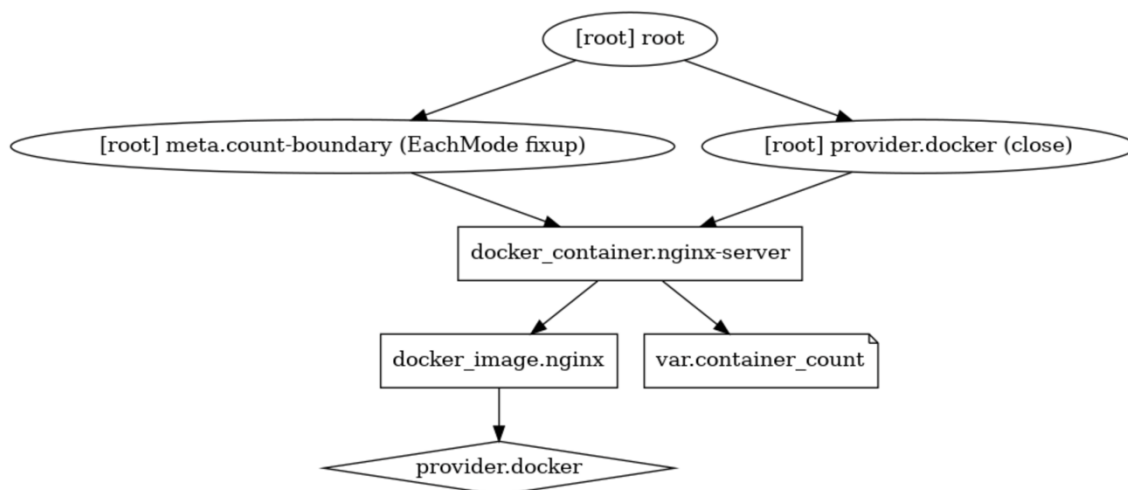 [root] root
[root] meta.count-boundary (EachMode fixup)
[root] provider.docker (close)
docker_container.nginx-server
docker_image.nginx
var.container_count
provider.docker